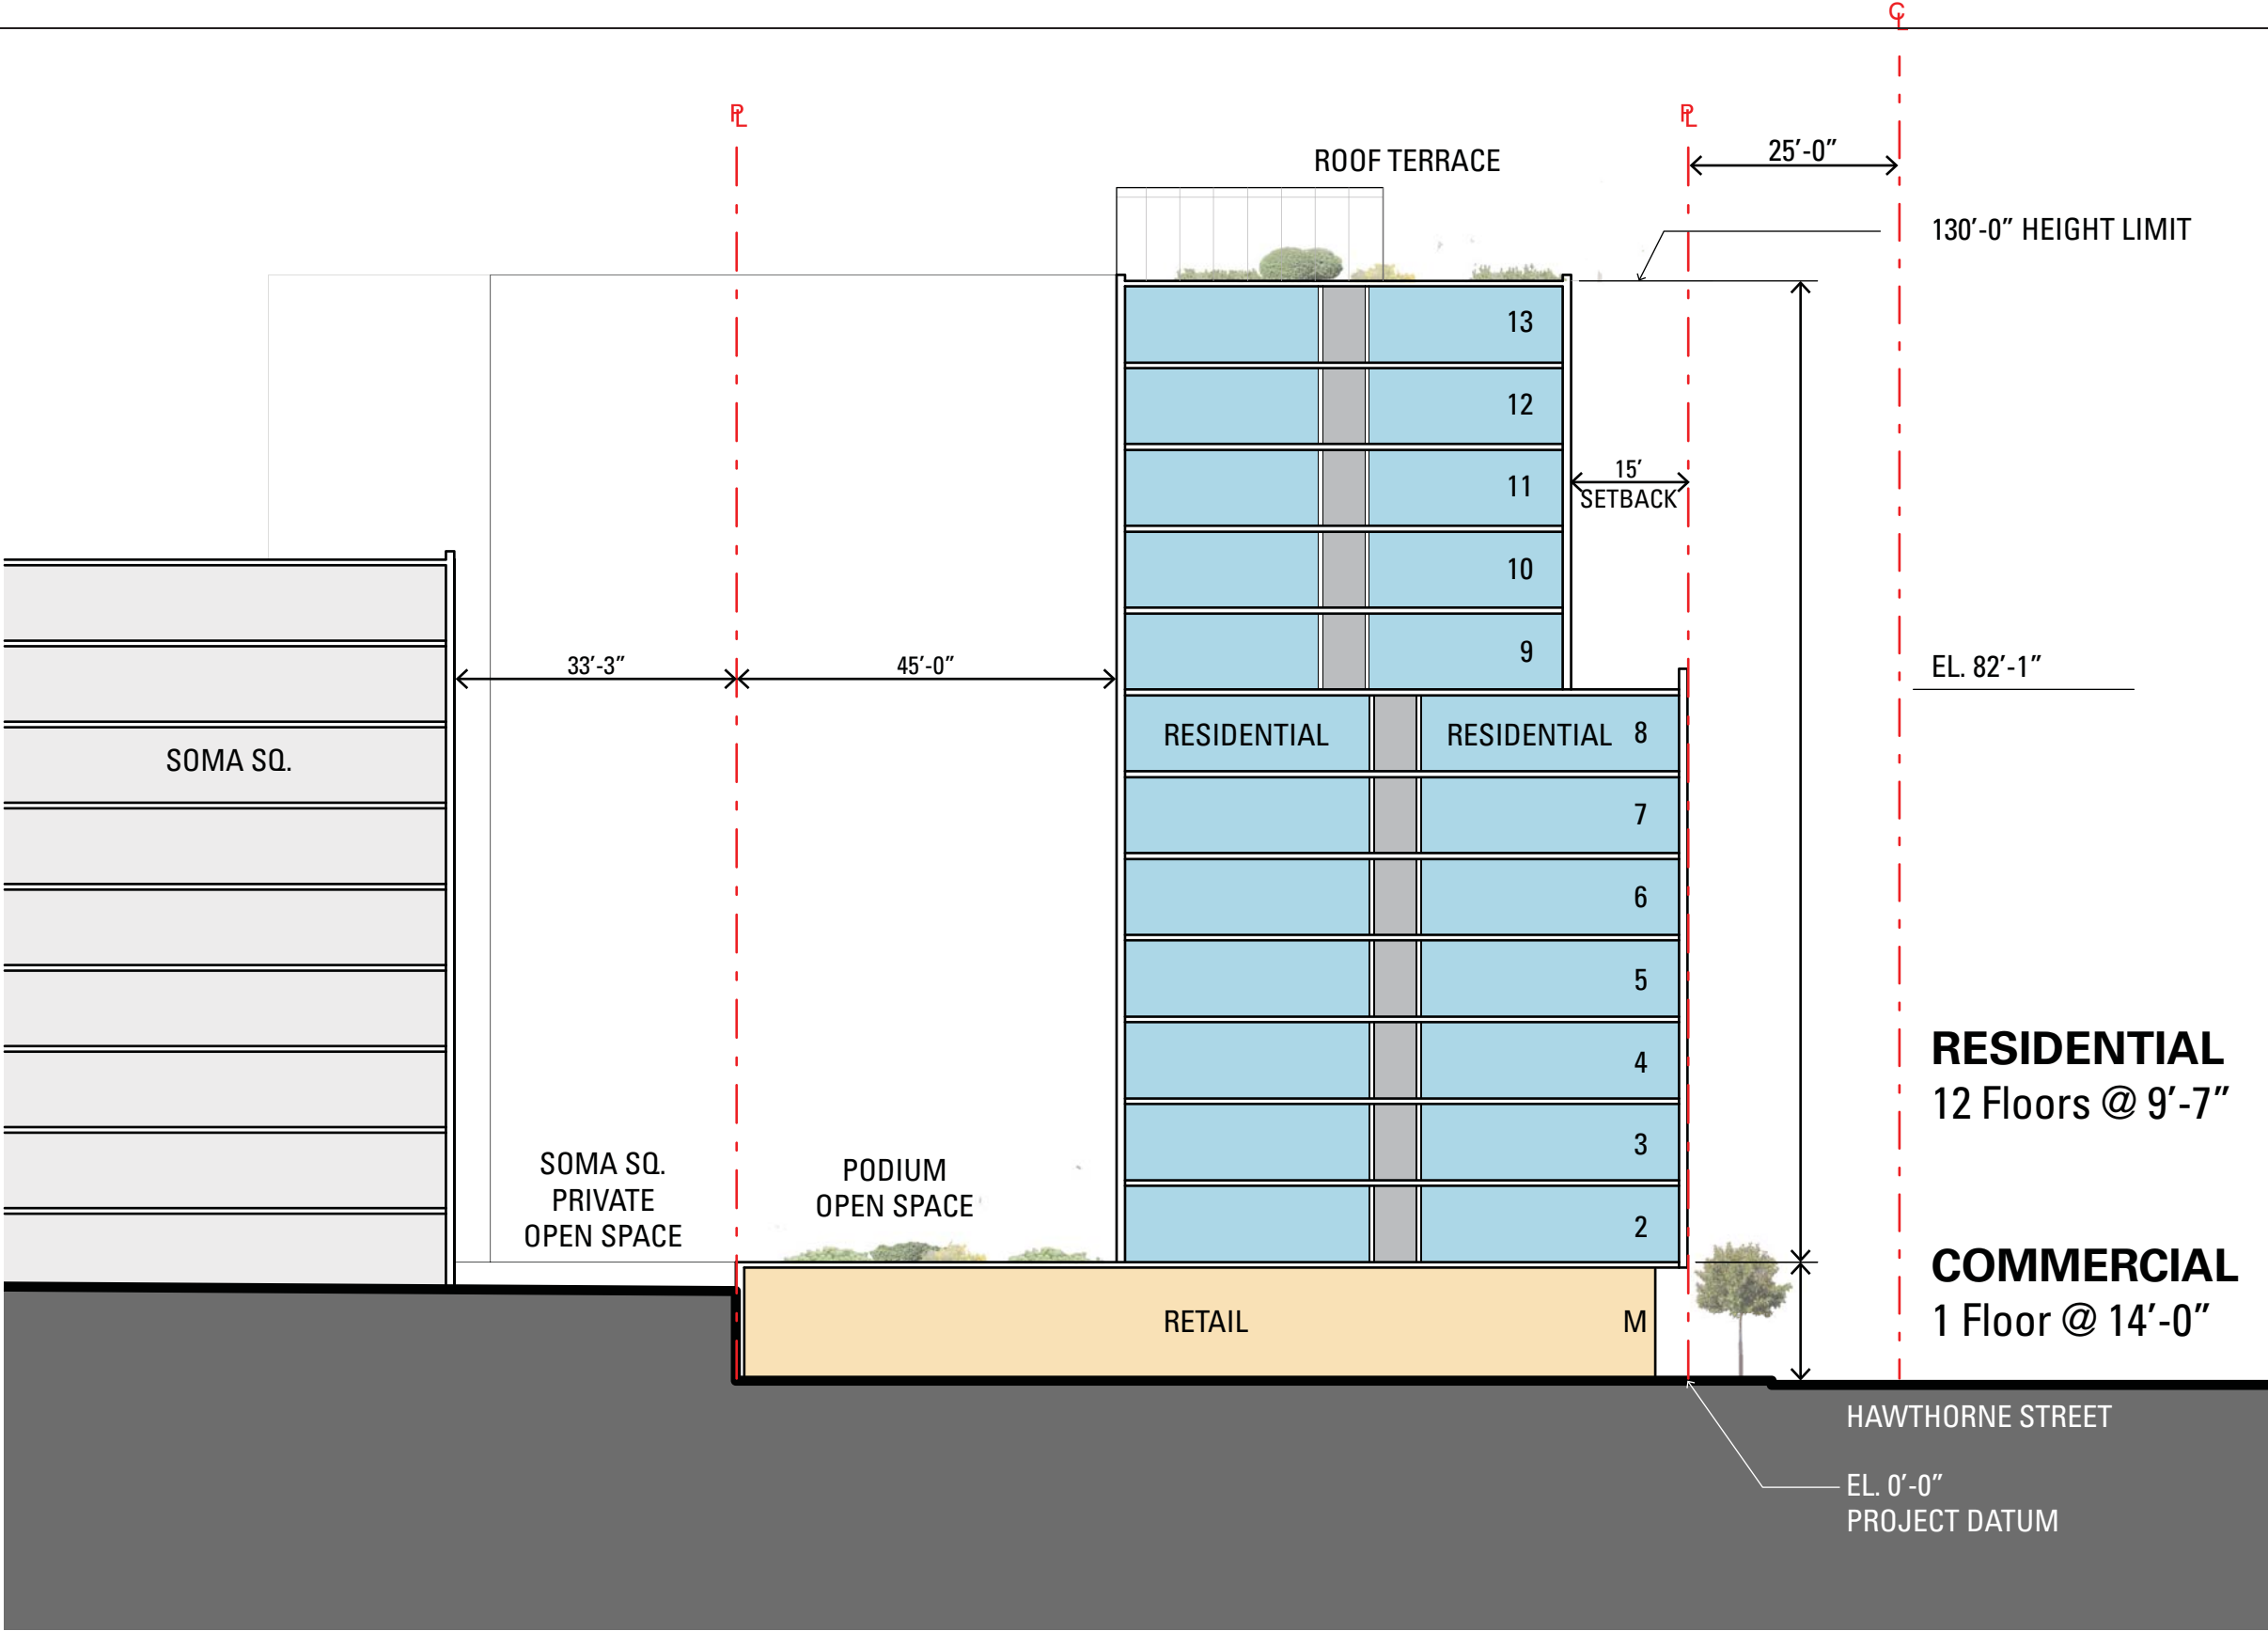 CL
PL
PL
ROOF TERRACE
25′-0″
130′-0″ HEIGHT LIMIT
13
12
11
15′
SETBACK
10
9
33′-3″
45′-0″
EL. 82′-1″
RESIDENTIAL
RESIDENTIAL
8
SOMA SQ.
7
6
5
4
RESIDENTIAL
12 Floors @ 9′-7″
3
SOMA SQ.
PRIVATE
OPEN SPACE
PODIUM
OPEN SPACE
2
COMMERCIAL
1 Floor @ 14′-0″
RETAIL
M
HAWTHORNE STREET
EL. 0′-0″
PROJECT DATUM